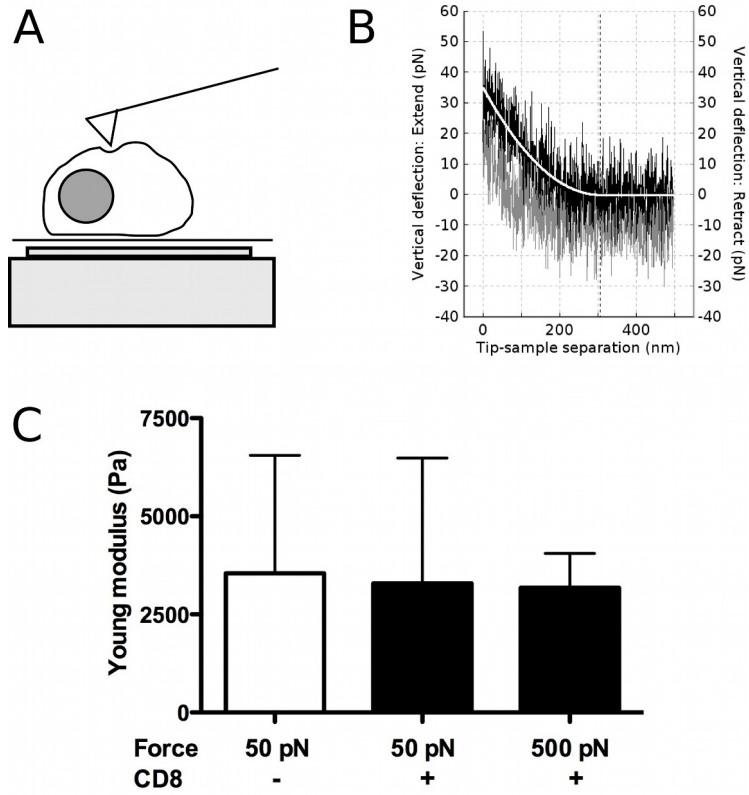 A
B
60
50
40
30
20
10
0
-10
-20
-30
-40
Vertical deflection: Extend (pN)
60
50
40
30
20
10
0
-10
-20
-30
-40
Vertical deflection: Retract (pN)
0 200 400
Tip-sample separation (nm)
C
Young modulus (Pa)
7500
5000
2500
0
Force 50 pN 50 pN 500 pN
CD8 - + +